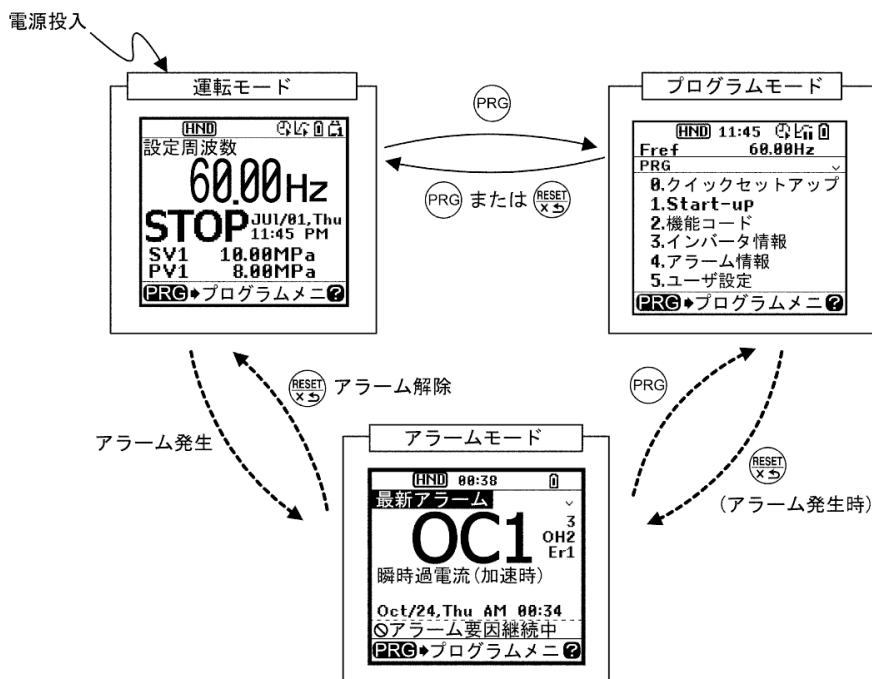 電源投入
運転モード
HND
設定周波数
60.00Hz
STOP JUl/01,Thu
11:45 PM
SV1 10.00MPa
PV1 8.00MPa
PRG➧プログラムメニ?
PRG
PRG または RESET
プログラムモード
HND 11:45
Fref 60.00Hz
PRG
0.クイックセットアップ
1.Start-up
2.機能コード
3.インバータ情報
4.アラーム情報
5.ユーザ設定
PRG➧プログラムメニ?
アラーム発生
RESET アラーム解除
PRG
RESET
(アラーム発生時)
アラームモード
HND 00:38
最新アラーム
OC1
3
OH2
Er1
瞬時過電流(加速時)
Oct/24,Thu AM 00:34
アラーム要因継続中
PRG➧プログラムメニ?